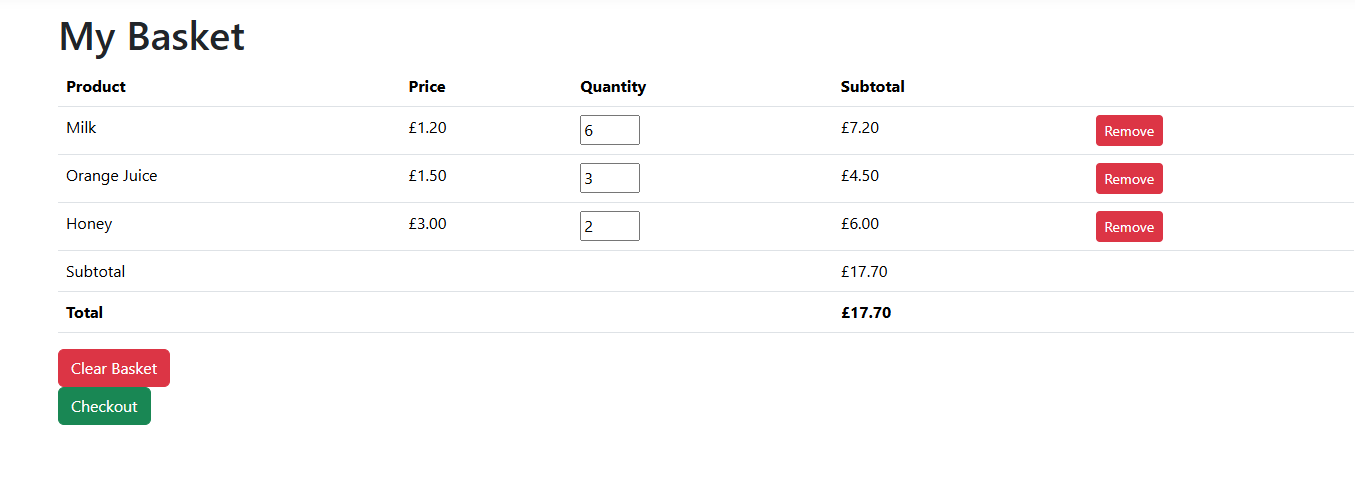 My Basket
Product Price Quantity Subtotal
Milk £1.20 6 £7.20 Remove
Orange Juice £1.50 3 £4.50 Remove
Honey £3.00 2 £6.00 Remove
Subtotal £17.70
Total £17.70
Clear Basket
Checkout